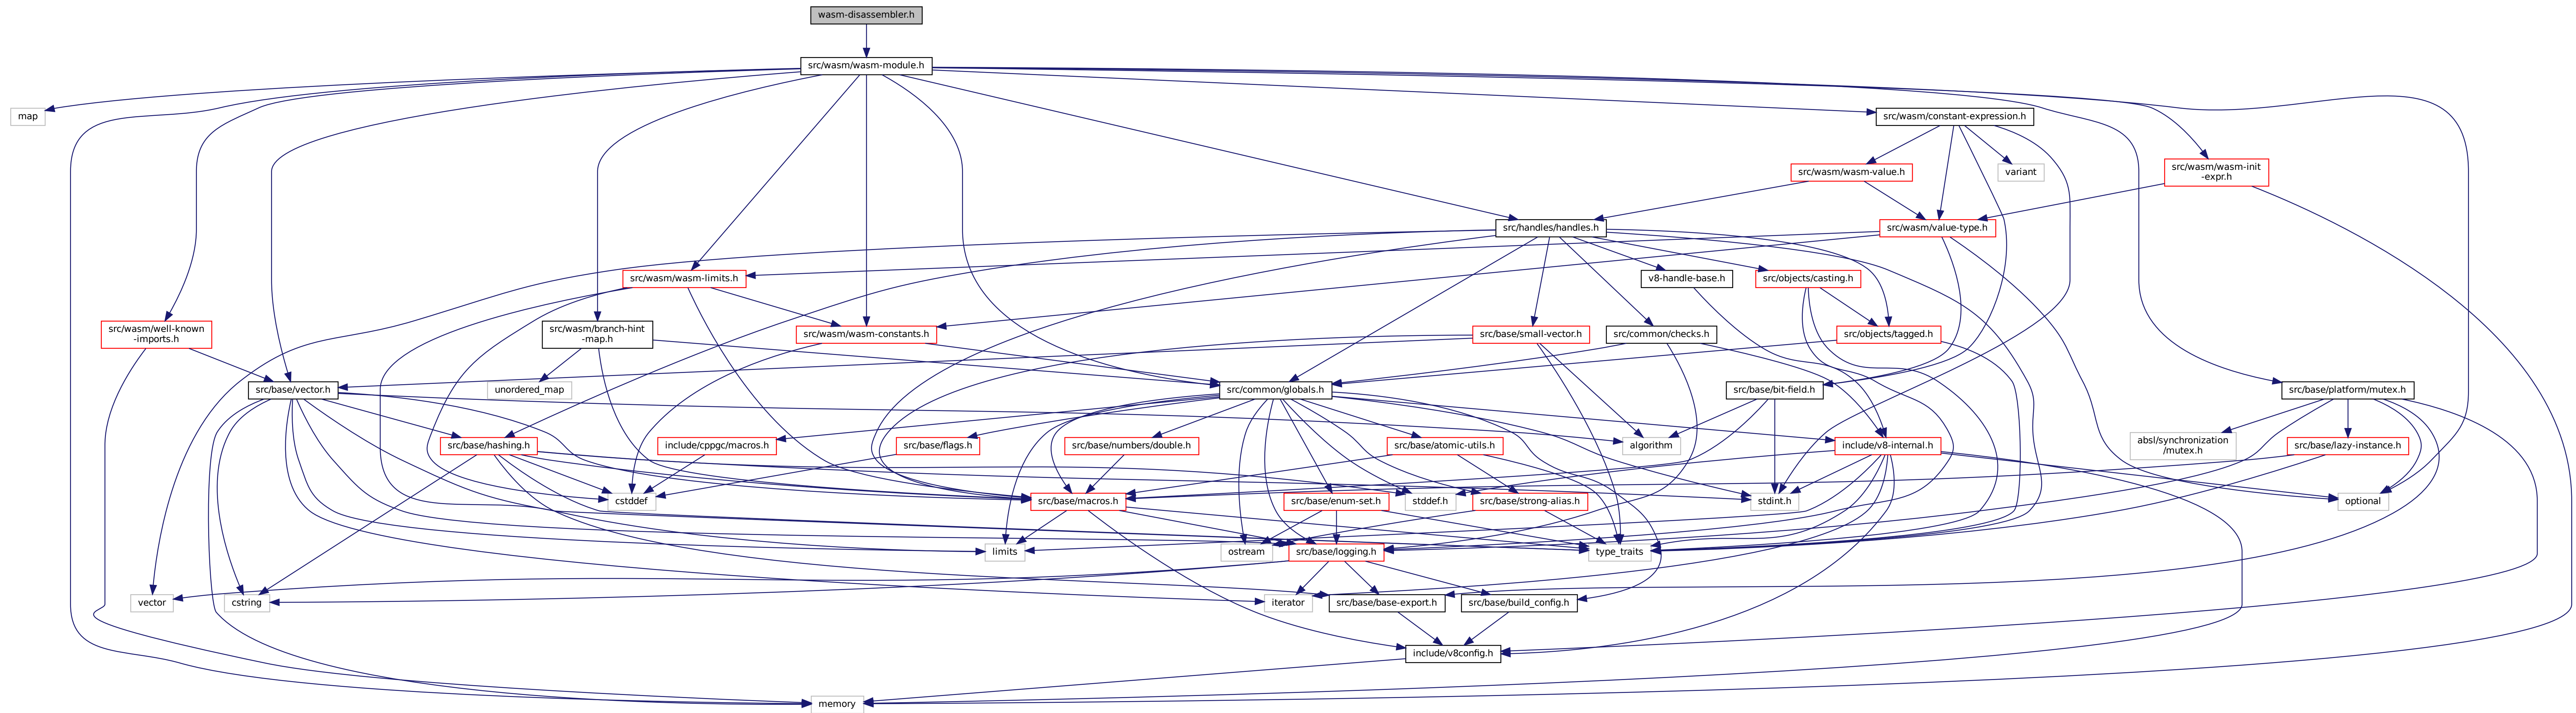 wasm-disassembler.h
src/wasm/wasm-module.h
map
src/wasm/constant-expression.h
src/wasm/wasm-value.h
variant
src/wasm/wasm-init
-expr.h
src/handles/handles.h
src/wasm/value-type.h
src/wasm/wasm-limits.h
v8-handle-base.h
src/objects/casting.h
src/wasm/well-known
-imports.h
src/wasm/branch-hint
-map.h
src/wasm/wasm-constants.h
src/base/small-vector.h
src/common/checks.h
src/objects/tagged.h
src/base/vector.h
unordered_map
src/common/globals.h
src/base/bit-field.h
src/base/platform/mutex.h
src/base/hashing.h
include/cppgc/macros.h
src/base/flags.h
src/base/numbers/double.h
src/base/atomic-utils.h
algorithm
include/v8-internal.h
absl/synchronization
/mutex.h
src/base/lazy-instance.h
cstddef
src/base/macros.h
src/base/enum-set.h
stddef.h
src/base/strong-alias.h
stdint.h
optional
limits
ostream
src/base/logging.h
type_traits
vector
cstring
iterator
src/base/base-export.h
src/base/build_config.h
include/v8config.h
memory